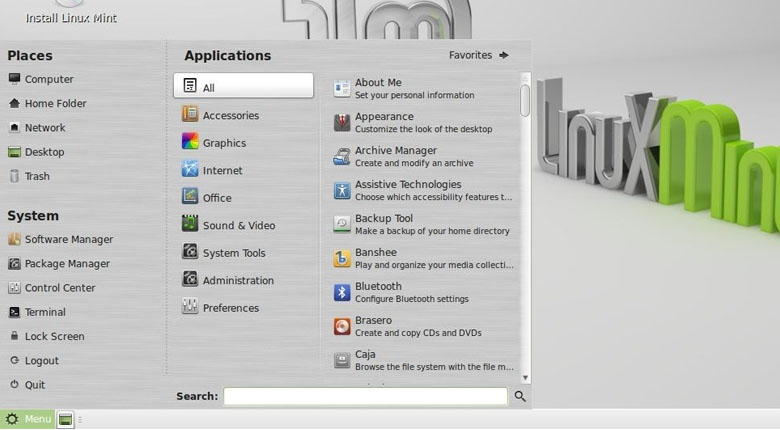 Install Linux Mint
Places
Computer
Home Folder
Network
Desktop
Trash
System
Software Manager
Package Manager
Control Center
Terminal
Lock Screen
Logout
Quit
Applications
Favorites
All
Accessories
Graphics
Internet
Office
Sound & Video
System Tools
Administration
Preferences
About Me
Set your personal information
Appearance
Customize the look of the desktop
Archive Manager
Create and modify an archive
Assistive Technologies
Choose which accessibility features t...
Backup Tool
Make a backup of your home directory
Banshee
Play and organize your media collecti...
Bluetooth
Configure Bluetooth settings
Brasero
Create and copy CDs and DVDs
Caja
Browse the file system with the file m...
Search:
Menu
LinuxMint